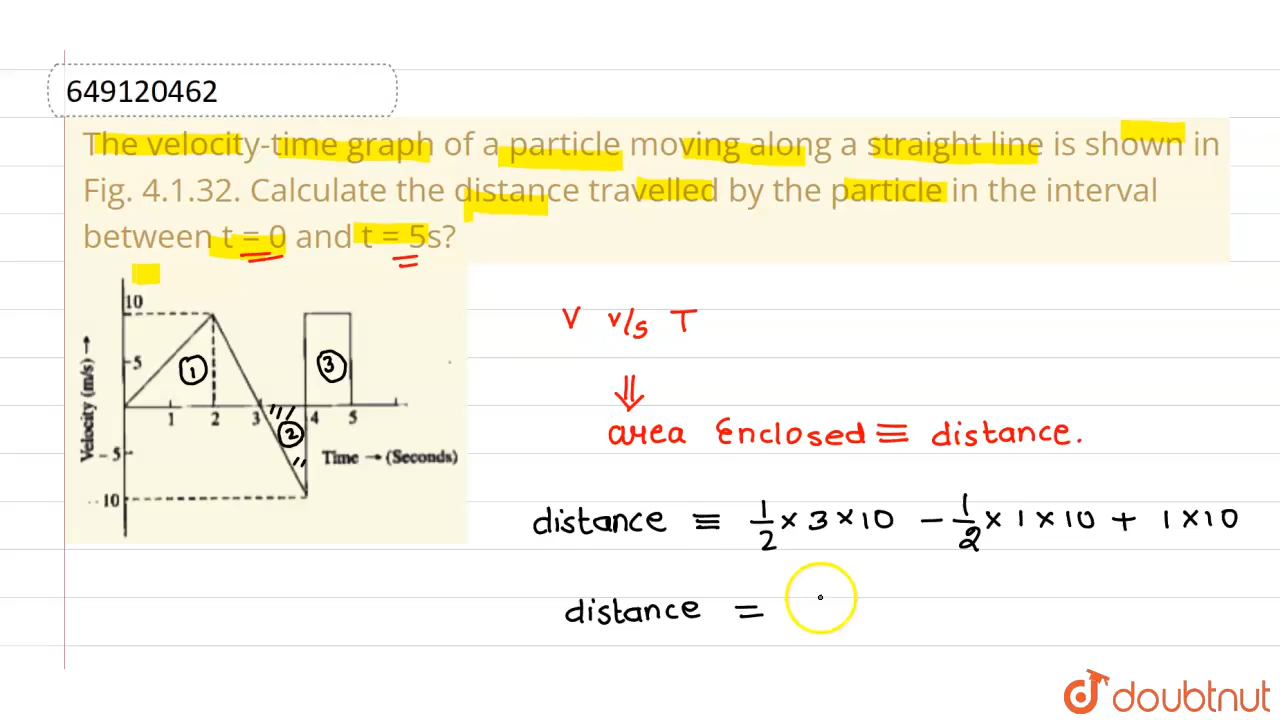 649120462
The velocity-time graph of a particle moving along a straight line is shown in
Fig. 4.1.32. Calculate the distance travelled by the particle in the interval
between t = 0 and t = 5s?
10
5
- 5
10
Velocity (m/s) →
1 2 3 4 5
Time → (Seconds)
1
2
3
V v/s T
⇓
area Enclosed ≡ distance.
distance ≡ 1/2 × 3 × 10 - 1/2 × 1 × 10 + 1 × 10
distance =
doubtnut